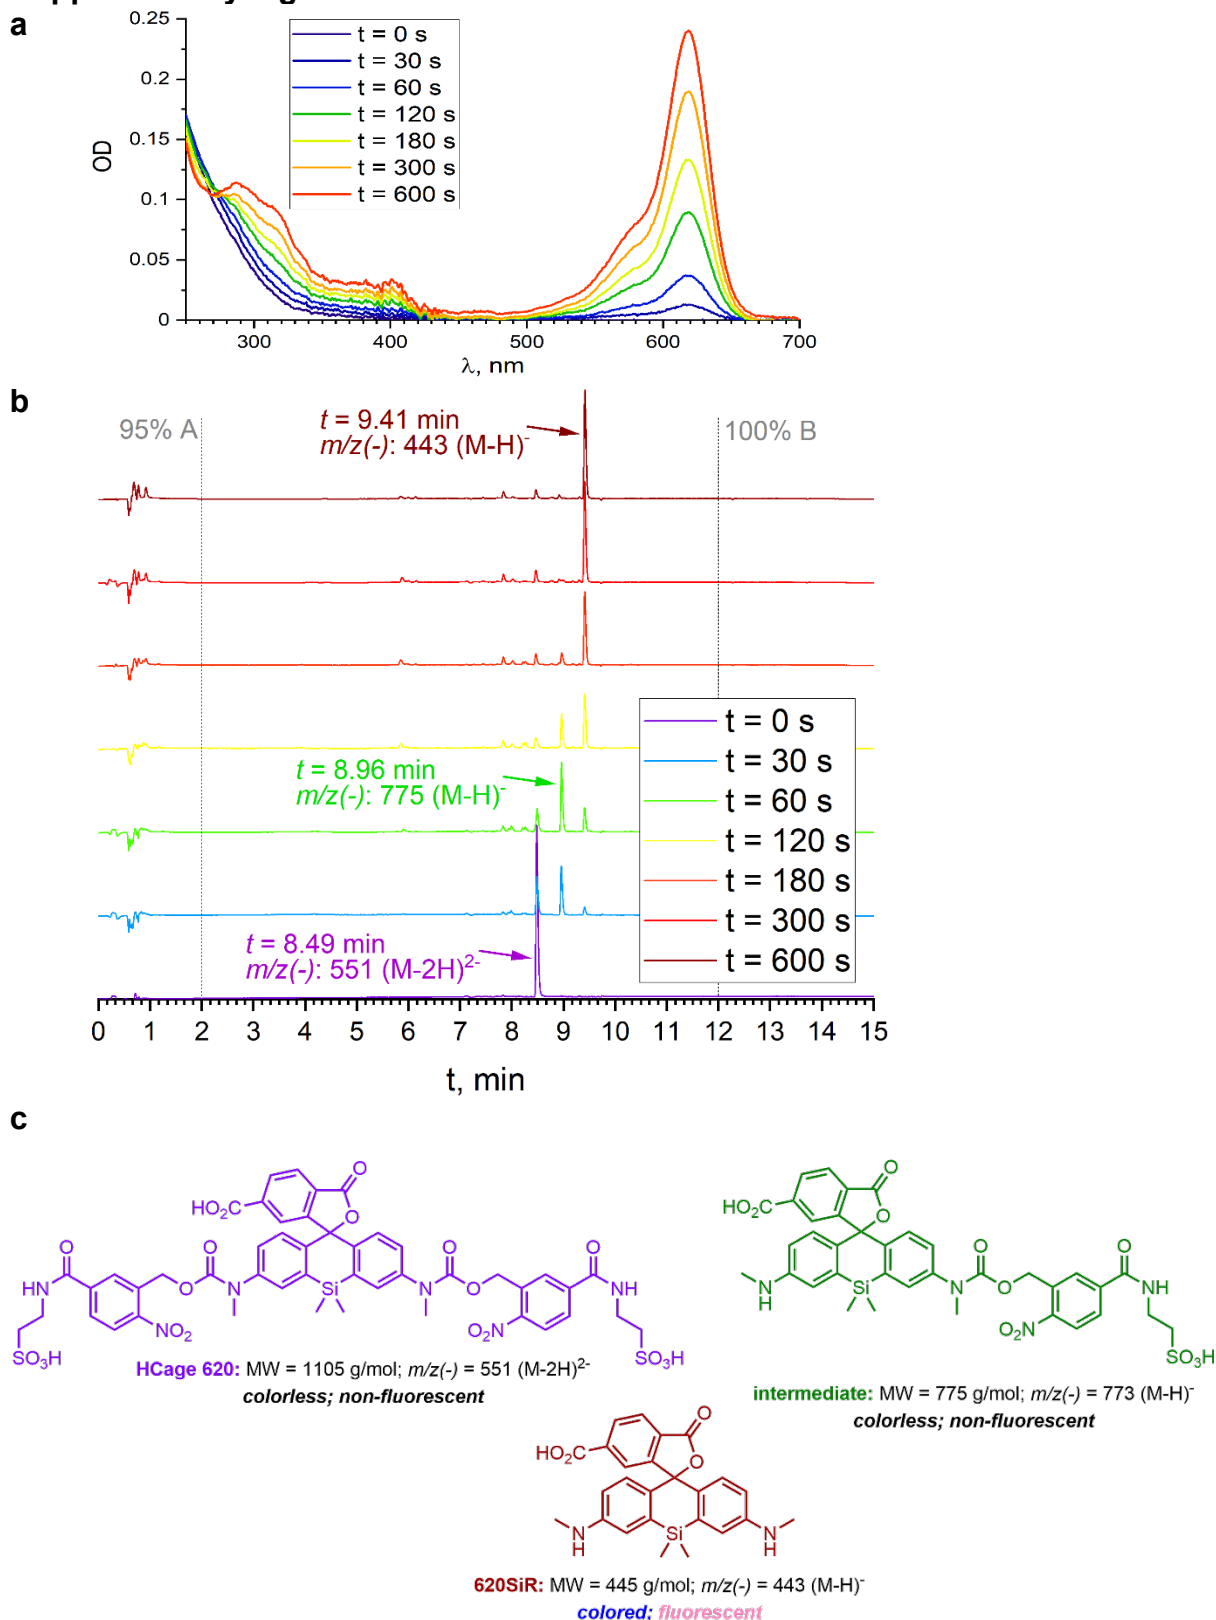 a
0.25
0.2
0.15
0.1
0.05
0
OD
t = 0 s
t = 30 s
t = 60 s
t = 120 s
t = 180 s
t = 300 s
t = 600 s
300 400 500 600 700
λ, nm
b
95% A
100% B
t = 9.41 min
m/z(-): 443 (M-H)⁻
t = 8.96 min
m/z(-): 775 (M-H)⁻
t = 8.49 min
m/z(-): 551 (M-2H)²⁻
t = 0 s
t = 30 s
t = 60 s
t = 120 s
t = 180 s
t = 300 s
t = 600 s
0 1 2 3 4 5 6 7 8 9 10 11 12 13 14 15
t, min
c
HO₂C
O
O
O
NH
O
O
N
Si
N
O
O
O
NH
SO₃H
NO₂
O₂N
SO₃H
HCage 620: MW = 1105 g/mol; m/z(-) = 551 (M-2H)²⁻
colorless; non-fluorescent
HO₂C
O
O
N
H
Si
N
O
O
O₂N
O
NH
SO₃H
intermediate: MW = 775 g/mol; m/z(-) = 773 (M-H)⁻
colorless; non-fluorescent
HO₂C
O
O
N
H
Si
N
H
620SiR: MW = 445 g/mol; m/z(-) = 443 (M-H)⁻
colored; fluorescent